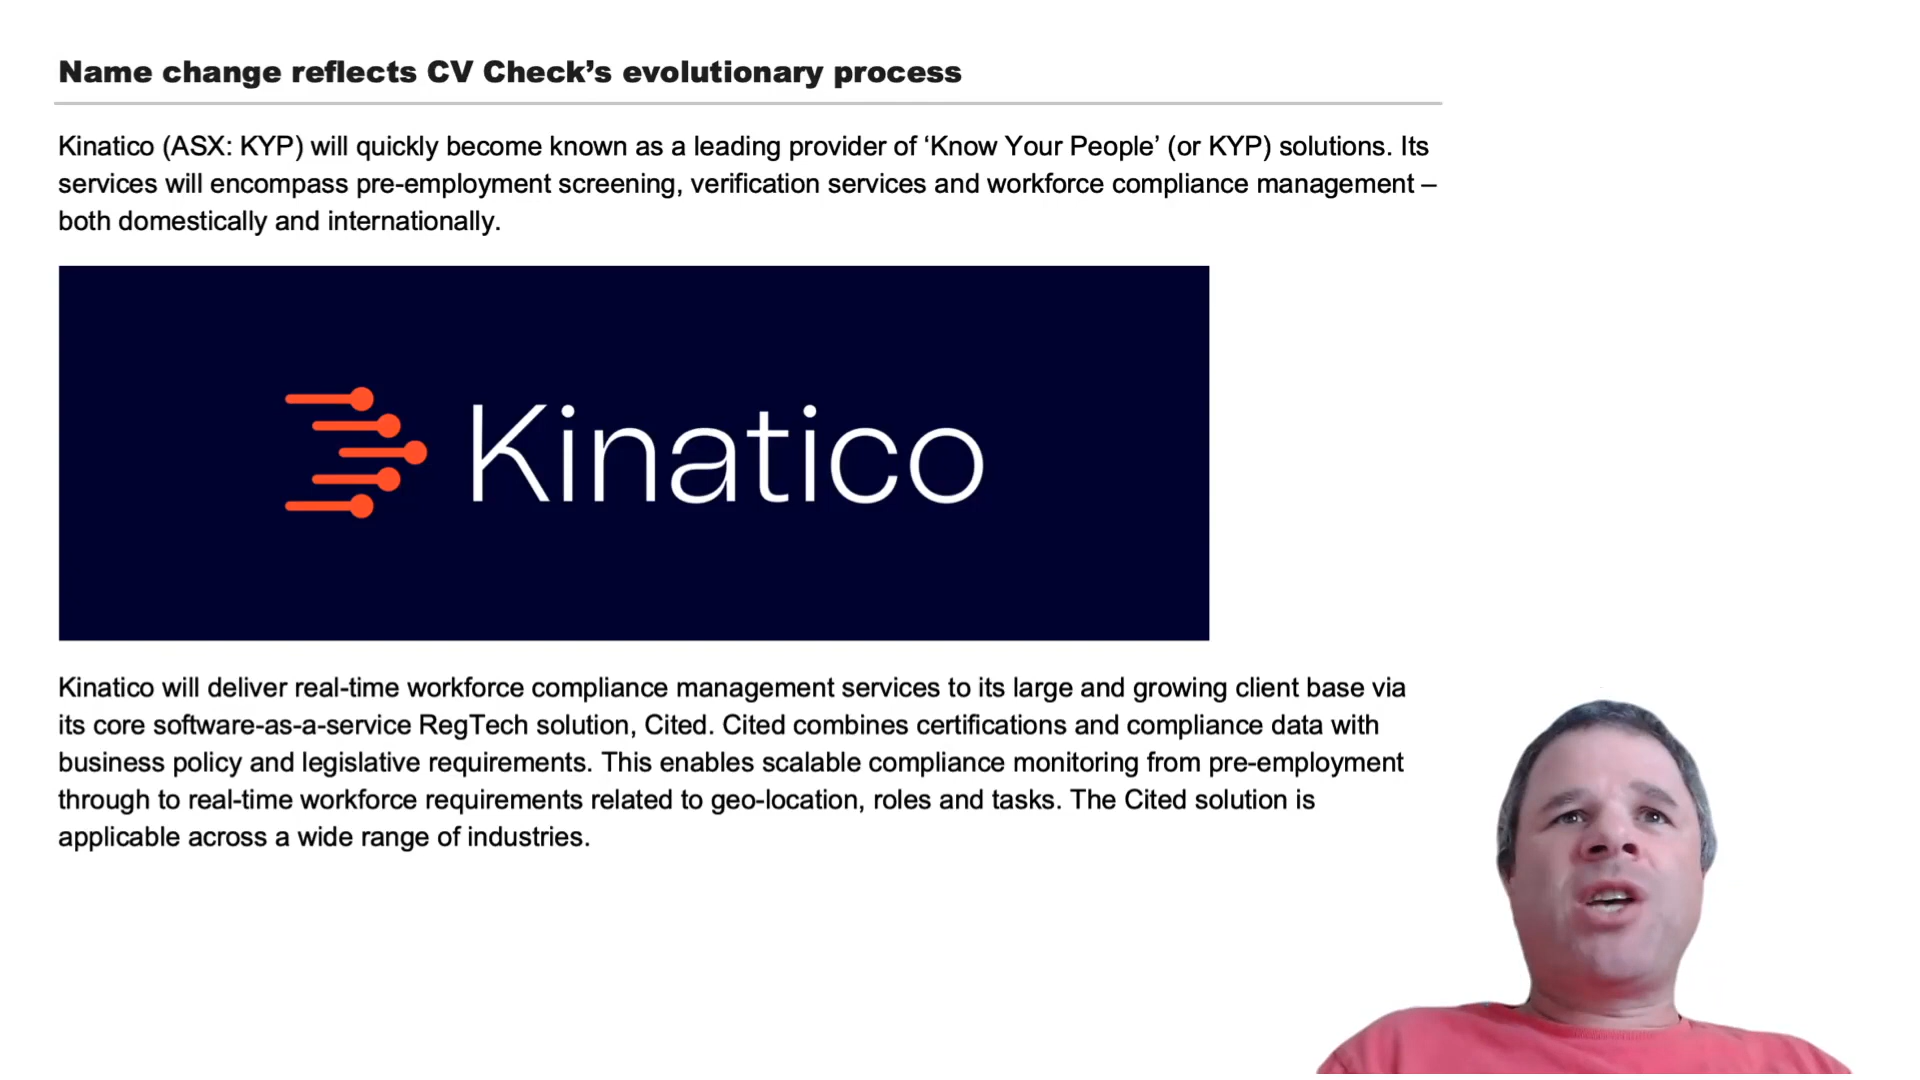 Name change reflects CV Check’s evolutionary process
Kinatico (ASX: KYP) will quickly become known as a leading provider of ‘Know Your People’ (or KYP) solutions. Its
services will encompass pre-employment screening, verification services and workforce compliance management –
both domestically and internationally.
Kinatico
Kinatico will deliver real-time workforce compliance management services to its large and growing client base via
its core software-as-a-service RegTech solution, Cited. Cited combines certifications and compliance data with
business policy and legislative requirements. This enables scalable compliance monitoring from pre-employment
through to real-time workforce requirements related to geo-location, roles and tasks. The Cited solution is
applicable across a wide range of industries.